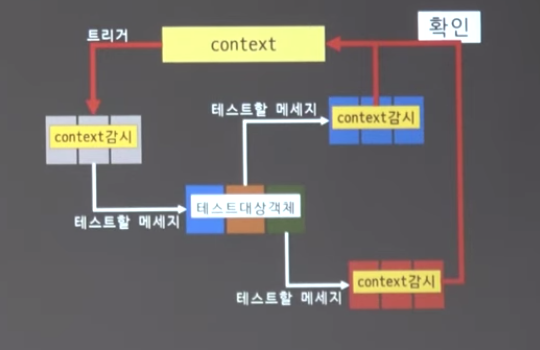 확인
트리거
context
테스트할 메세지
context감시
context감시
테스트할 메세지
테스트대상객체
context감시
테스트할 메세지